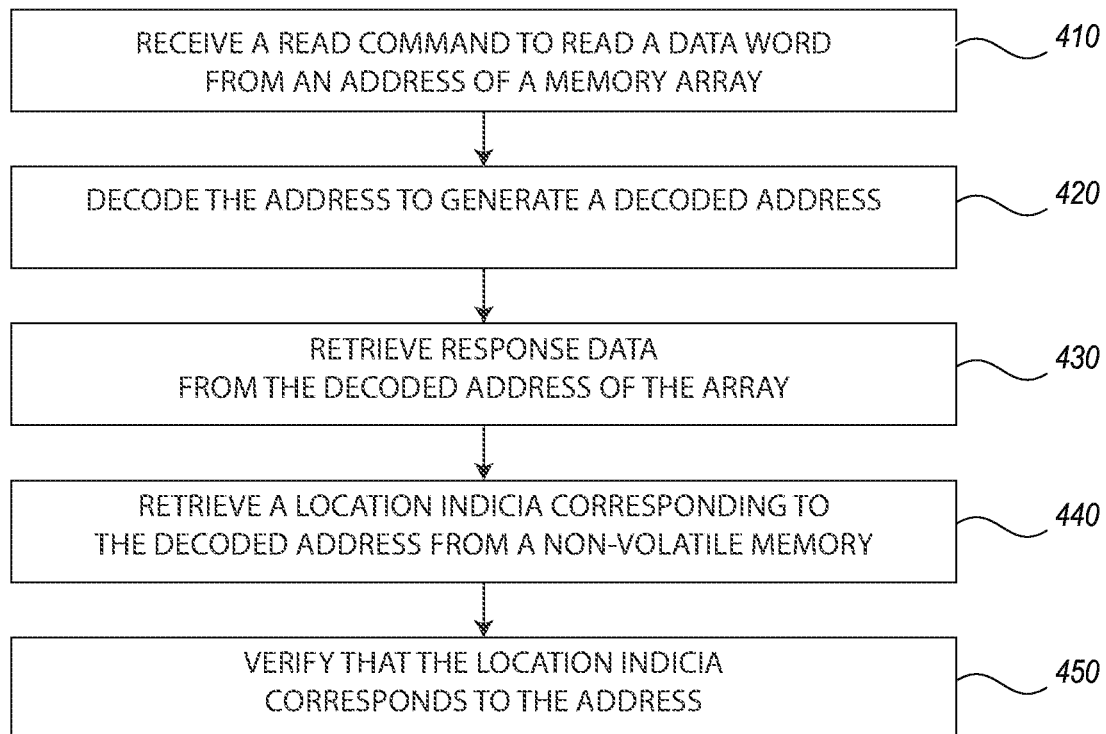 RECEIVE A READ COMMAND TO READ A DATA WORD
FROM AN ADDRESS OF A MEMORY ARRAY
410
DECODE THE ADDRESS TO GENERATE A DECODED ADDRESS
420
RETRIEVE RESPONSE DATA
FROM THE DECODED ADDRESS OF THE ARRAY
430
RETRIEVE A LOCATION INDICIA CORRESPONDING TO
THE DECODED ADDRESS FROM A NON-VOLATILE MEMORY
440
VERIFY THAT THE LOCATION INDICIA
CORRESPONDS TO THE ADDRESS
450